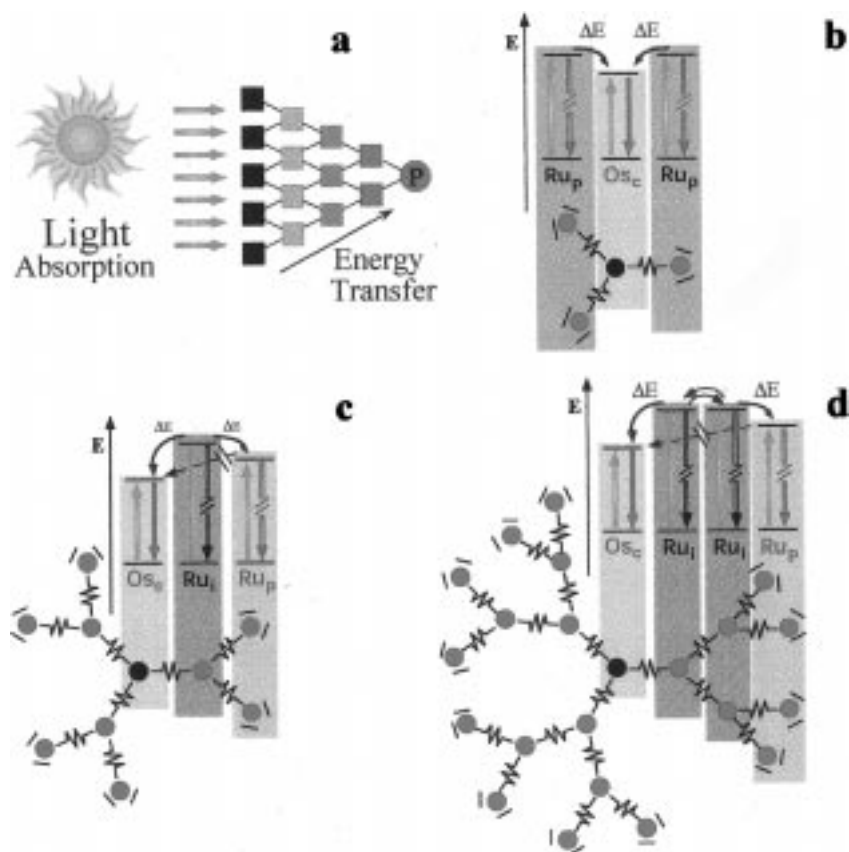 a
Light
Absorption
P
Energy
Transfer
b
E
ΔE ΔE
Ru_p Os_c Ru_p
c
E
ΔE ΔE
Os_c Ru_i Ru_p
d
E
ΔE ΔE
Os_c Ru_i Ru_i Ru_p